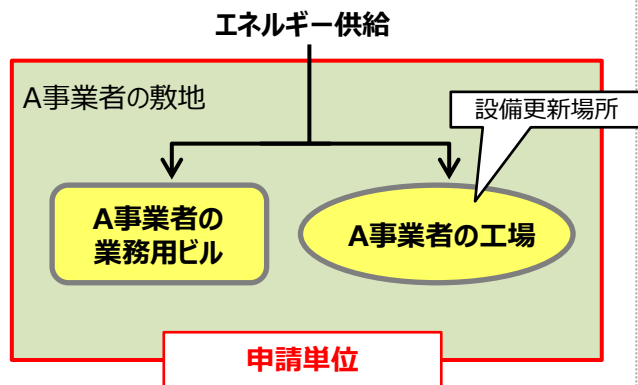 エネルギー供給
A事業者の敷地
設備更新場所
A事業者の
業務用ビル
A事業者の工場
申請単位